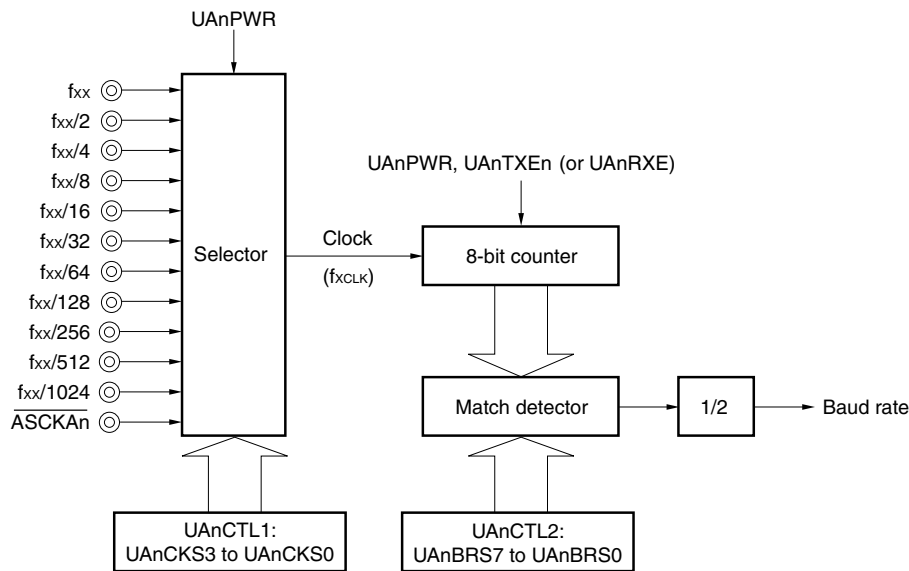 UAnPWR
fXX
fXX/2
fXX/4
fXX/8
fXX/16
fXX/32
fXX/64
fXX/128
fXX/256
fXX/512
fXX/1024
ASCKAn
Selector
Clock
(fXCLK)
UAnPWR, UAnTXEn (or UAnRXE)
8-bit counter
Match detector
1/2
Baud rate
UAnCTL1:
UAnCKS3 to UAnCKS0
UAnCTL2:
UAnBRS7 to UAnBRS0